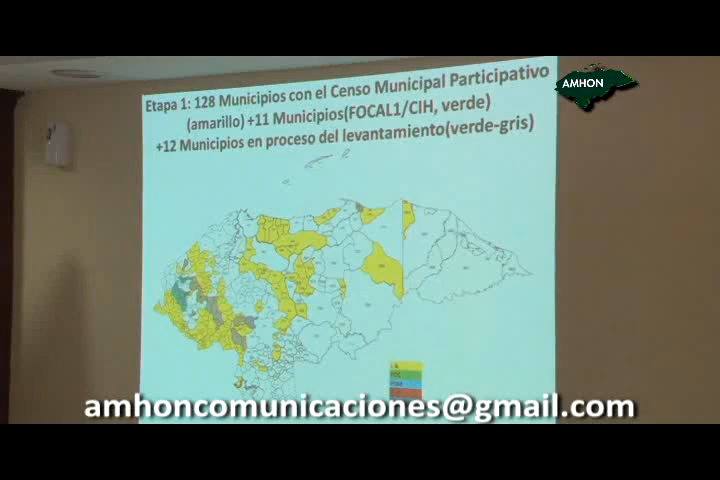 AMHON
Etapa 1: 128 Municipios con el Censo Municipal Participativo
(amarillo) +11 Municipios(FOCAL1/CIH, verde)
+12 Municipios en proceso del levantamiento(verde-gris)
amhoncomunicaciones@gmail.com